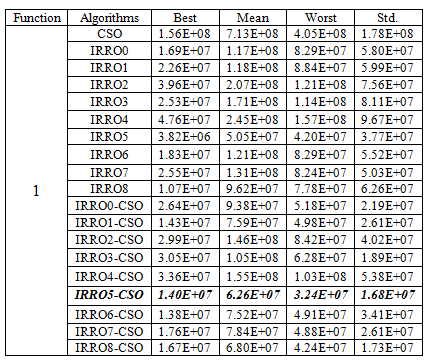 Function Algorithms Best Mean Worst Std.
1
CSO 1.56E+08 7.13E+08 4.05E+08 1.78E+08
IRRO0 1.69E+07 1.17E+08 8.29E+07 5.80E+07
IRRO1 2.26E+07 1.18E+08 8.84E+07 5.99E+07
IRRO2 3.96E+07 2.07E+08 1.21E+08 7.56E+07
IRRO3 2.53E+07 1.71E+08 1.14E+08 8.11E+07
IRRO4 4.76E+07 2.45E+08 1.57E+08 9.67E+07
IRRO5 3.82E+06 5.05E+07 4.20E+07 3.77E+07
IRRO6 1.83E+07 1.21E+08 8.29E+07 5.52E+07
IRRO7 2.55E+07 1.31E+08 8.24E+07 5.03E+07
IRRO8 1.07E+07 9.62E+07 7.78E+07 6.26E+07
IRRO0-CSO 2.64E+07 9.38E+07 5.18E+07 2.19E+07
IRRO1-CSO 1.43E+07 7.59E+07 4.98E+07 2.61E+07
IRRO2-CSO 2.99E+07 1.46E+08 8.42E+07 4.02E+07
IRRO3-CSO 3.05E+07 1.05E+08 6.28E+07 1.89E+07
IRRO4-CSO 3.36E+07 1.55E+08 1.03E+08 5.38E+07
IRRO5-CSO 1.40E+07 6.26E+07 3.24E+07 1.68E+07
IRRO6-CSO 1.38E+07 7.52E+07 4.91E+07 3.41E+07
IRRO7-CSO 1.76E+07 7.84E+07 4.88E+07 2.61E+07
IRRO8-CSO 1.67E+07 6.80E+07 4.24E+07 1.73E+07